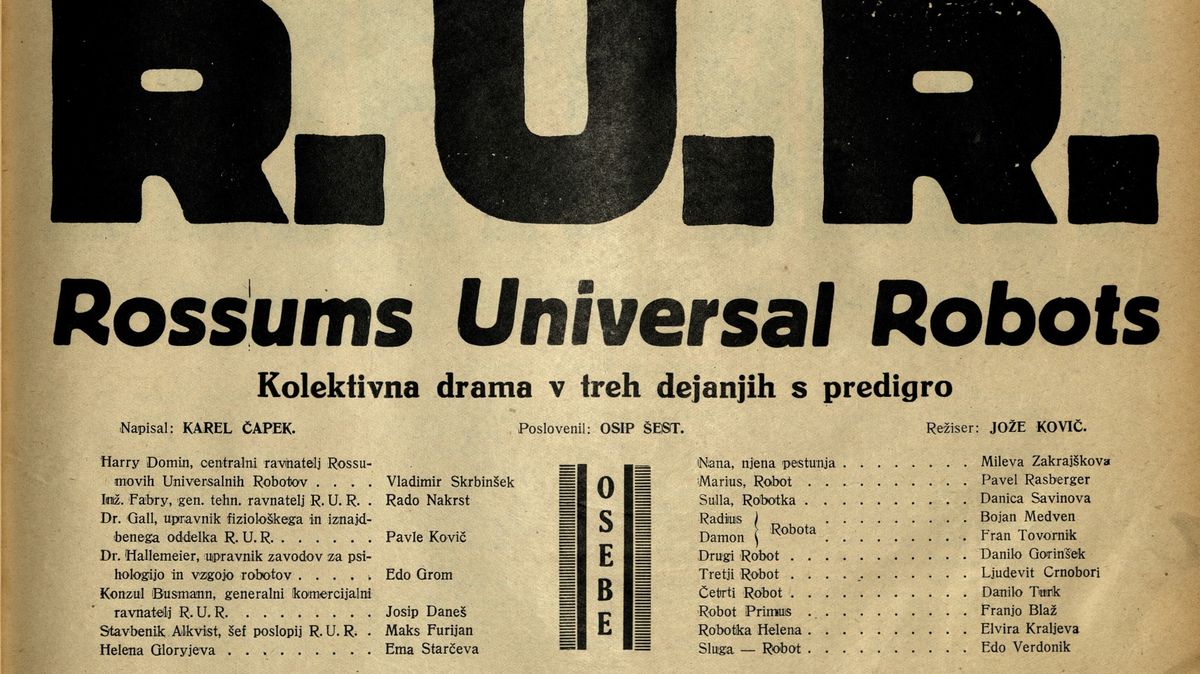 R.U.R.
Rossums Universal Robots
Kolektivna drama v treh dejanjih s predigro
Napisal: KAREL ČAPEK.
Poslovenil: OSIP ŠEST.
Režiser: JOŽE KOVIČ.
Harry Domin, centralni ravnatelj Rossu-
movih Universalnih Robotov . . . . Vladimir Skrbinšek
Inž. Fabry, gen. tehn. ravnatelj R. U. R. . Rado Nakrst
Dr. Gall, upravnik fiziološkega in iznajd-
benega oddelka R. U. R. . . . . . . Pavle Kovič
Dr. Hallemeier, upravnik zavodov za psi-
hologijo in vzgojo robotov . . . . . Edo Grom
Konzul Busmann, generalni komercijalni
ravnatelj R. U. R. . . . . . . . . Josip Daneš
Stavbenik Alkvist, šef poslopij R. U. R. . Maks Furijan
Helena Gloryjeva . . . . . . . . . Ema Starčeva
OSEBE
Nana, njena pestunja . . . . . . . . Mileva Zakrajškova
Marius, Robot . . . . . . . . . . Pavel Rasberger
Sulla, Robotka . . . . . . . . . . Danica Savinova
Radius } Robota . . . . . . . . Bojan Medven
Damon . . . . . . . . Fran Tovornik
Drugi Robot . . . . . . . . . . . Danilo Gorinšek
Tretji Robot . . . . . . . . . . . Ljudevit Crnobori
Četrti Robot . . . . . . . . . . . Danilo Turk
Robot Primus . . . . . . . . . . Franjo Blaž
Robotka Helena . . . . . . . . . . Elvira Kraljeva
Sluga — Robot . . . . . . . . . . Edo Verdonik